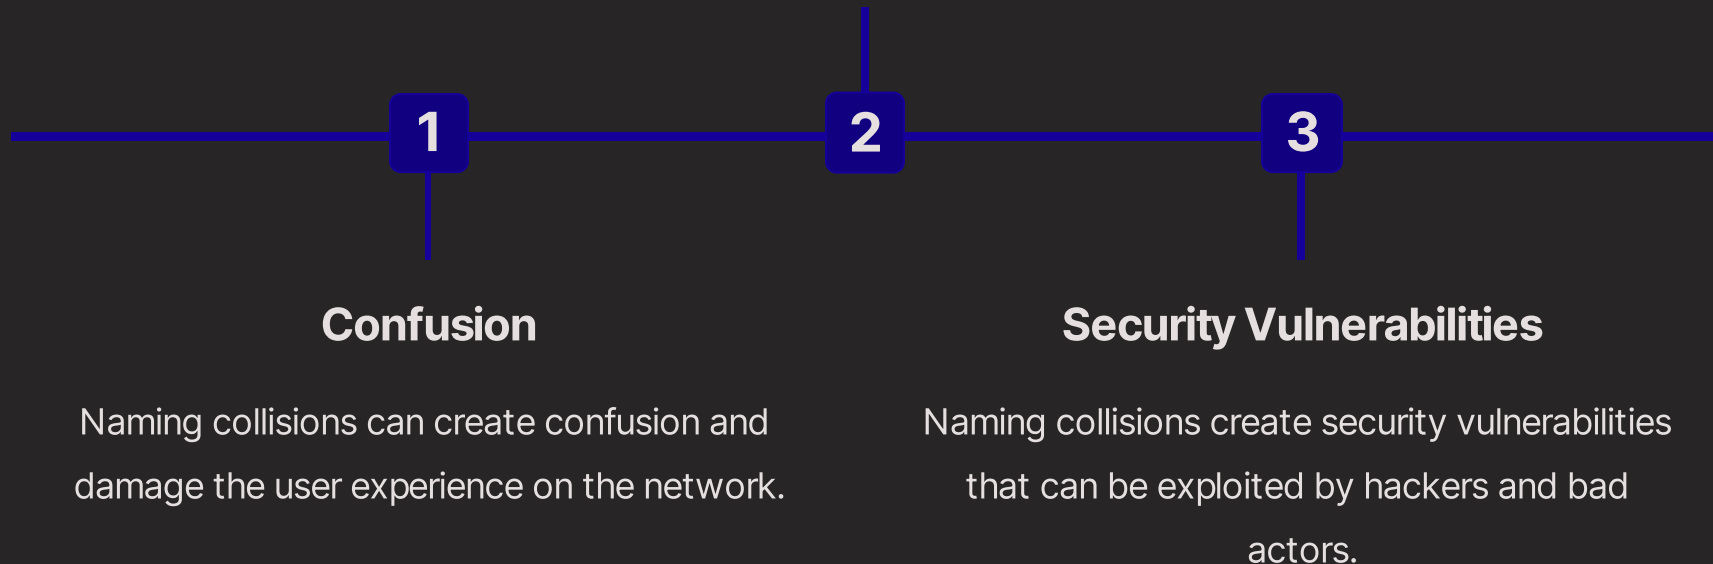 1
2
3
Confusion
Naming collisions can create confusion and
damage the user experience on the network.
Security Vulnerabilities
Naming collisions create security vulnerabilities
that can be exploited by hackers and bad
actors.